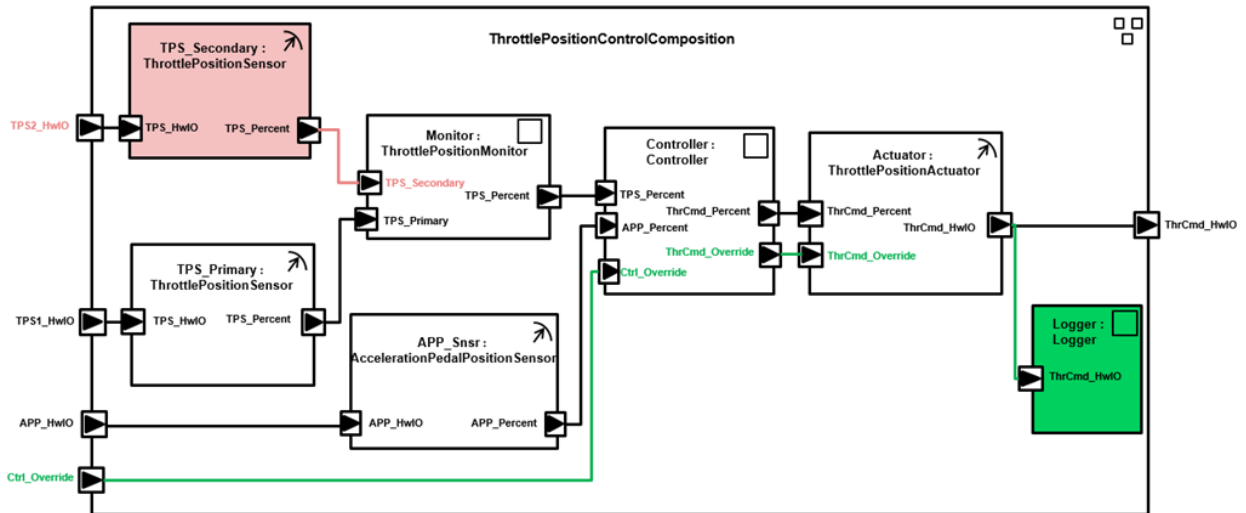 ThrottlePositionControlComposition
TPS_Secondary :
ThrottlePositionSensor
TPS2_HwIO
TPS_HwIO
TPS_Percent
Monitor :
ThrottlePositionMonitor
TPS_Secondary
TPS_Percent
TPS_Primary
Controller :
Controller
TPS_Percent
ThrCmd_Percent
APP_Percent
ThrCmd_Override
Ctrl_Override
Actuator :
ThrottlePositionActuator
ThrCmd_Percent
ThrCmd_HwIO
ThrCmd_Override
ThrCmd_HwIO
TPS_Primary :
ThrottlePositionSensor
TPS1_HwIO
TPS_HwIO
TPS_Percent
APP_Snsr :
AccelerationPedalPositionSensor
APP_HwIO
APP_HwIO
APP_Percent
Logger :
Logger
ThrCmd_HwIO
Ctrl_Override